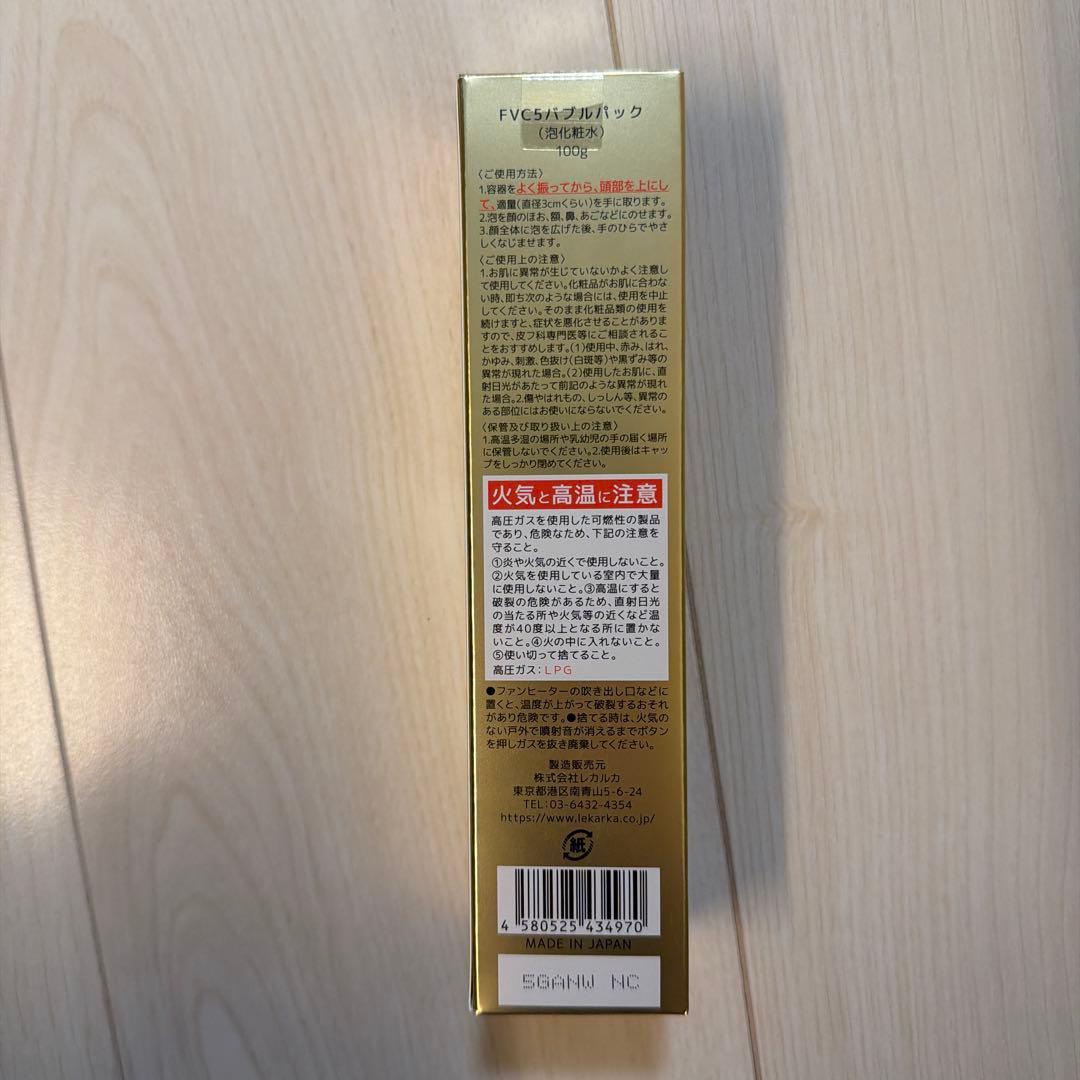 FVC5バブルパック
（泡化粧水）
100g
〈ご使用方法〉
1.容器をよく振ってから、頭部を上にし
て、適量（直径3cmくらい）を手に取ります。
2.泡を顔のほお、額、鼻、あごなどにのせます。
3.顔全体に泡を広げた後、手のひらでやさ
しくなじませます。
〈ご使用上の注意〉
1.お肌に異常が生じていないかよく注意し
て使用してください。化粧品がお肌に合わな
い時、即ち次のような場合には、使用を中止
してください。そのまま化粧品類の使用を
続けますと、症状を悪化させることがありま
すので、皮フ科専門医等にご相談されるこ
とをおすすめします。（1）使用中、赤み、はれ、
かゆみ、刺激、色抜け（白斑等）や黒ずみ等の
異常が現れた場合。（2）使用したお肌に、直
射日光があたって前記のような異常が現れ
た場合。2.傷やはれもの、しっしん等、異常の
ある部位にはお使いにならないでください。
〈保管及び取り扱い上の注意〉
1.高温多湿の場所や乳幼児の手の届く場所
に保管しないでください。2.使用後はキャッ
プをしっかり閉めてください。
火気と高温に注意
高圧ガスを使用した可燃性の製品
であり、危険なため、下記の注意を
守ること。
①炎や火気の近くで使用しないこと。
②火気を使用している室内で大量
に使用しないこと。③高温にすると
破裂の危険があるため、直射日光
の当たる所や火気等の近くなど温
度が40度以上となる所に置かな
いこと。④火の中に入れないこと。
⑤使い切って捨てること。
高圧ガス：LPG
●ファンヒーターの吹き出し口などに
置くと、温度が上がって破裂するおそれ
があり危険です。●捨てる時は、火気の
ない戸外で噴射音が消えるまでボタン
を押しガスを抜き廃棄してください。
製造販売元
株式会社レカルカ
東京都港区南青山5-6-24
TEL：03-6432-4354
https://www.lekarka.co.jp/
紙
4 580525 434970
MADE IN JAPAN
5GANW NC